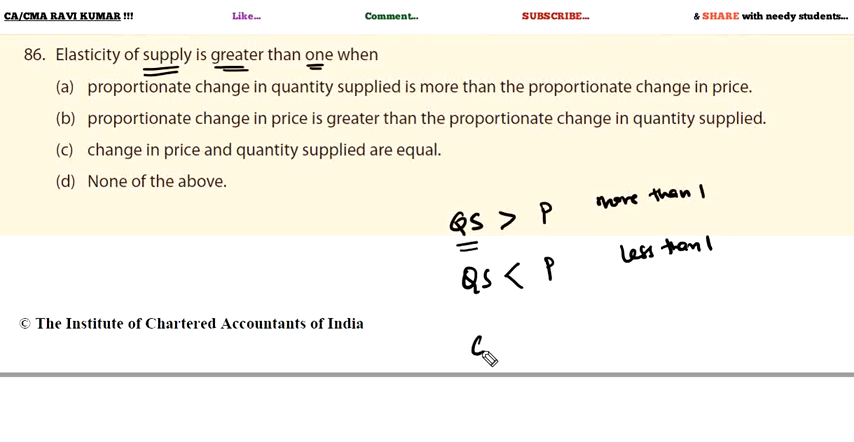 CA/CMA RAVI KUMAR !!! Like... Comment... SUBSCRIBE... & SHARE with needy students...
86. Elasticity of supply is greater than one when
(a) proportionate change in quantity supplied is more than the proportionate change in price.
(b) proportionate change in price is greater than the proportionate change in quantity supplied.
(c) change in price and quantity supplied are equal.
(d) None of the above.
QS > P more than 1
QS < P less than 1
© The Institute of Chartered Accountants of India